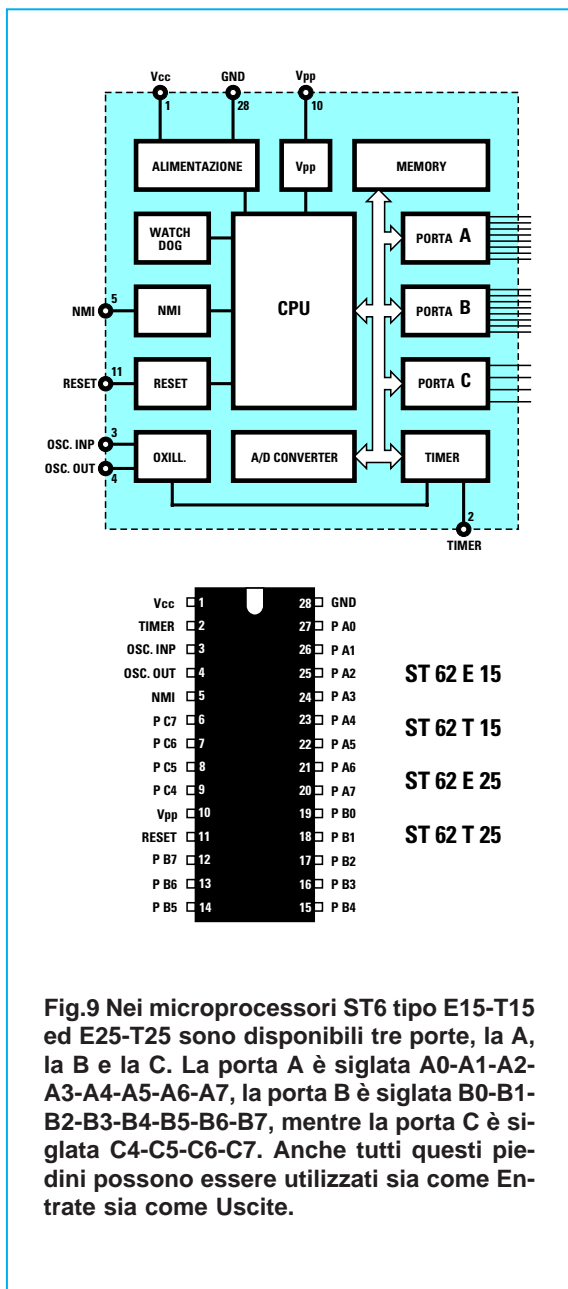 Vcc GND Vpp
1 28 10
ALIMENTAZIONE Vpp MEMORY
WATCH
DOG
PORTA A
5
NMI NMI CPU PORTA B
11
RESET RESET PORTA C
3
OSC. INP
OXILL. A/D CONVERTER TIMER
OSC. OUT
4
2
TIMER
Vcc 1 28 GND
TIMER 2 27 P A0
OSC. INP 3 26 P A1
OSC. OUT 4 25 P A2
NMI 5 24 P A3
P C7 6 23 P A4
P C6 7 22 P A5
P C5 8 21 P A6
P C4 9 20 P A7
Vpp 10 19 P B0
RESET 11 18 P B1
P B7 12 17 P B2
P B6 13 16 P B3
P B5 14 15 P B4
ST 62 E 15
ST 62 T 15
ST 62 E 25
ST 62 T 25
Fig.9 Nei microprocessori ST6 tipo E15-T15
ed E25-T25 sono disponibili tre porte, la A,
la B e la C. La porta A è siglata A0-A1-A2-
A3-A4-A5-A6-A7, la porta B è siglata B0-B1-
B2-B3-B4-B5-B6-B7, mentre la porta C è si-
glata C4-C5-C6-C7. Anche tutti questi pie-
dini possono essere utilizzati sia come En-
trate sia come Uscite.